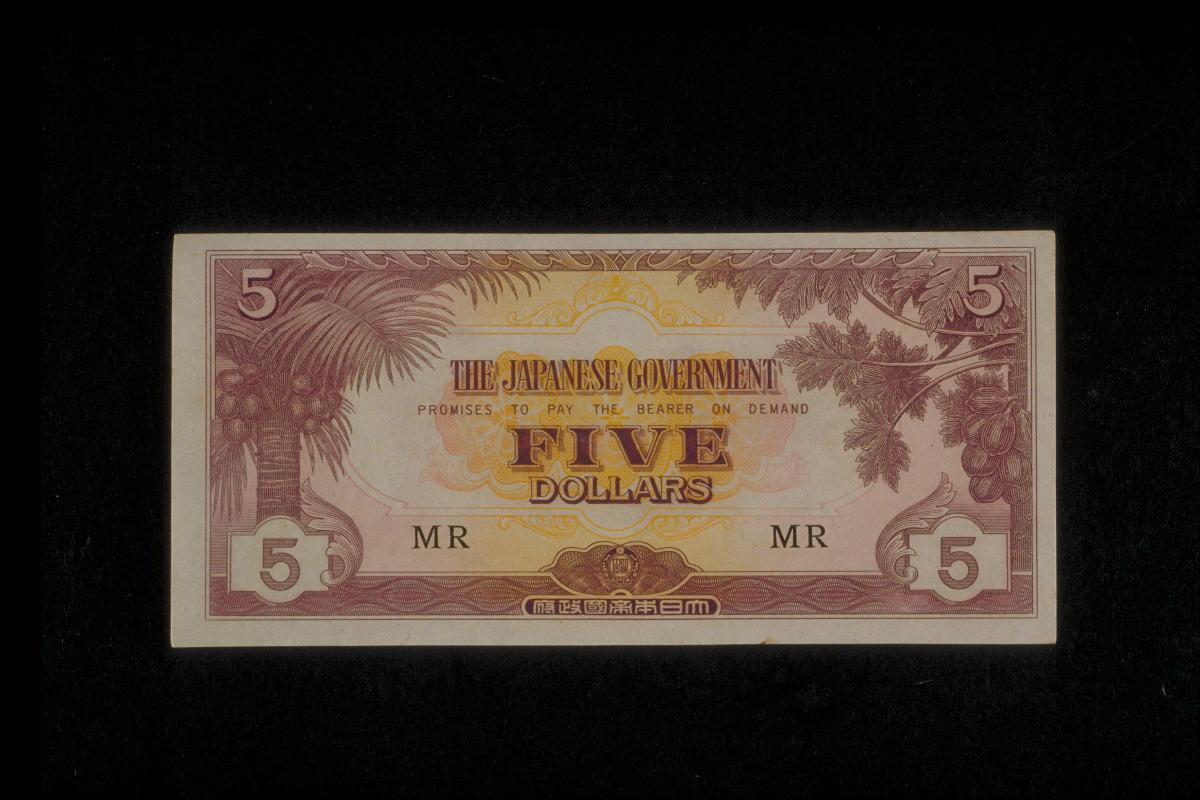 5 5
THE JAPANESE GOVERNMENT
PROMISES TO PAY THE BEARER ON DEMAND
FIVE
DOLLARS
MR MR
5 5
大日本帝國政府